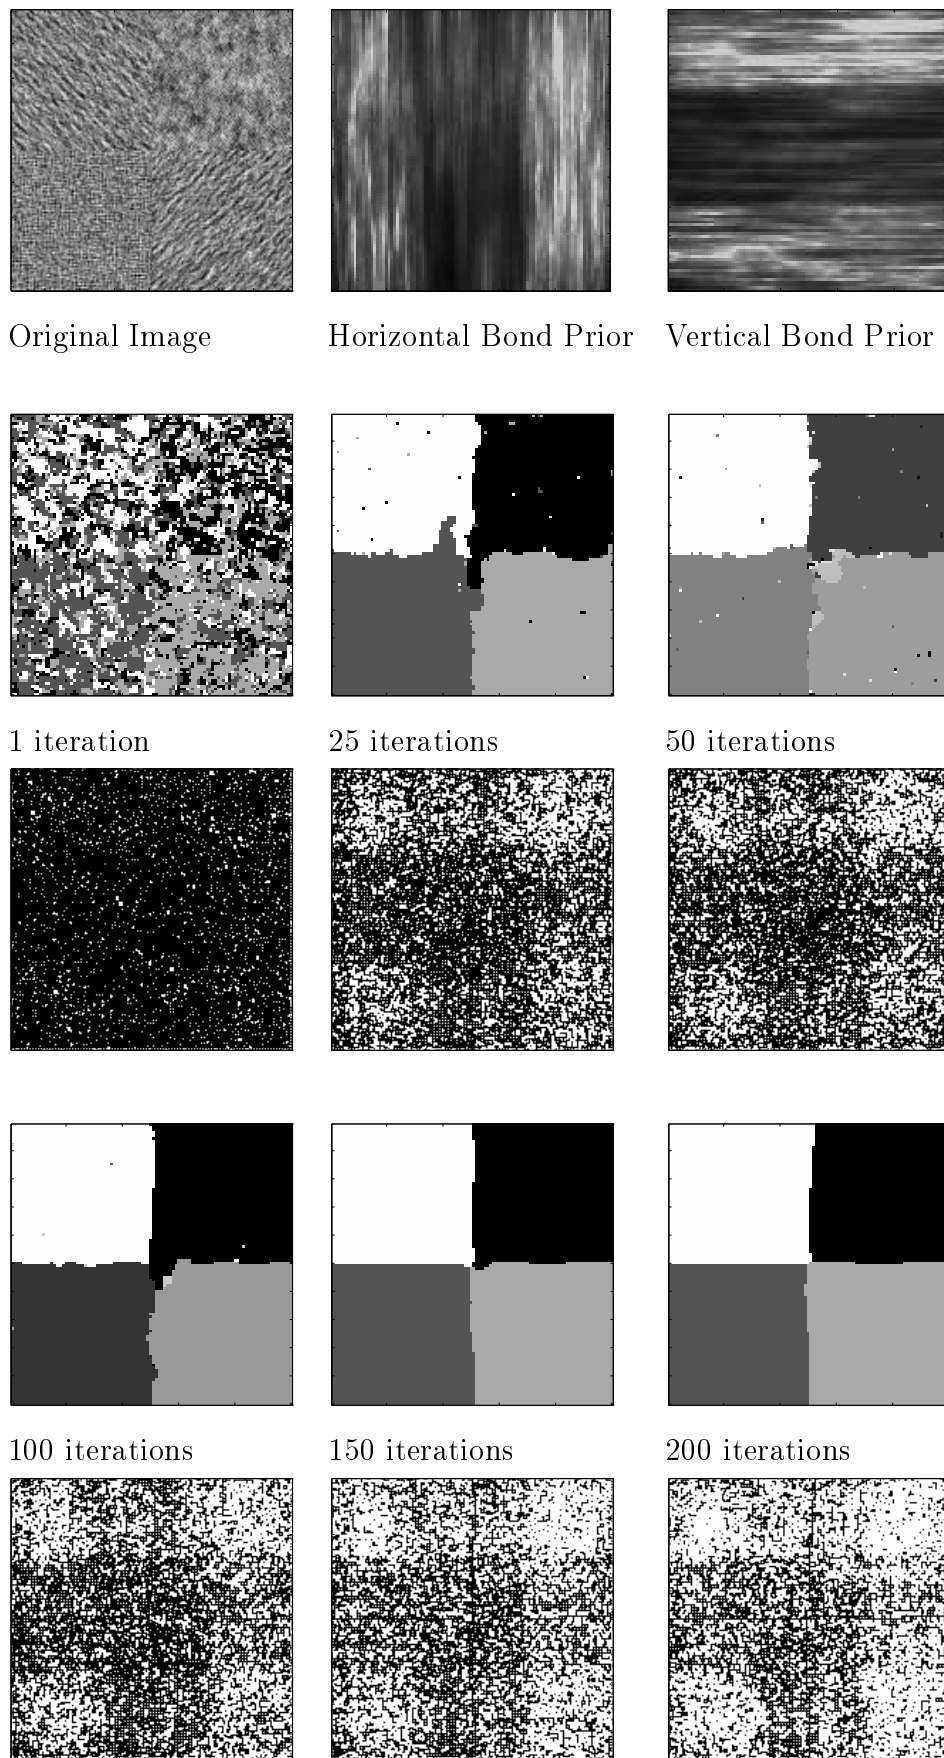 Original Image
Horizontal Bond Prior
Vertical Bond Prior
1 iteration
25 iterations
50 iterations
100 iterations
150 iterations
200 iterations